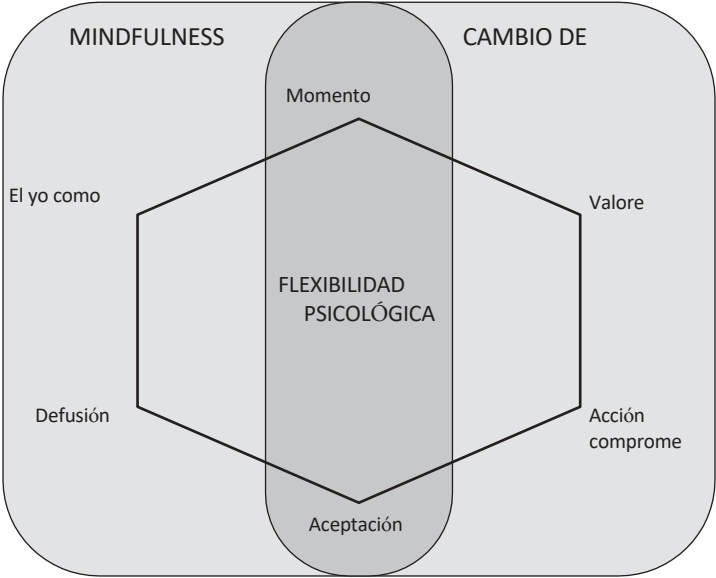 MINDFULNESS
CAMBIO DE
Momento
El yo como
Valore
FLEXIBILIDAD
PSICOLÓGICA
Defusión
Acción
comprome
Aceptación